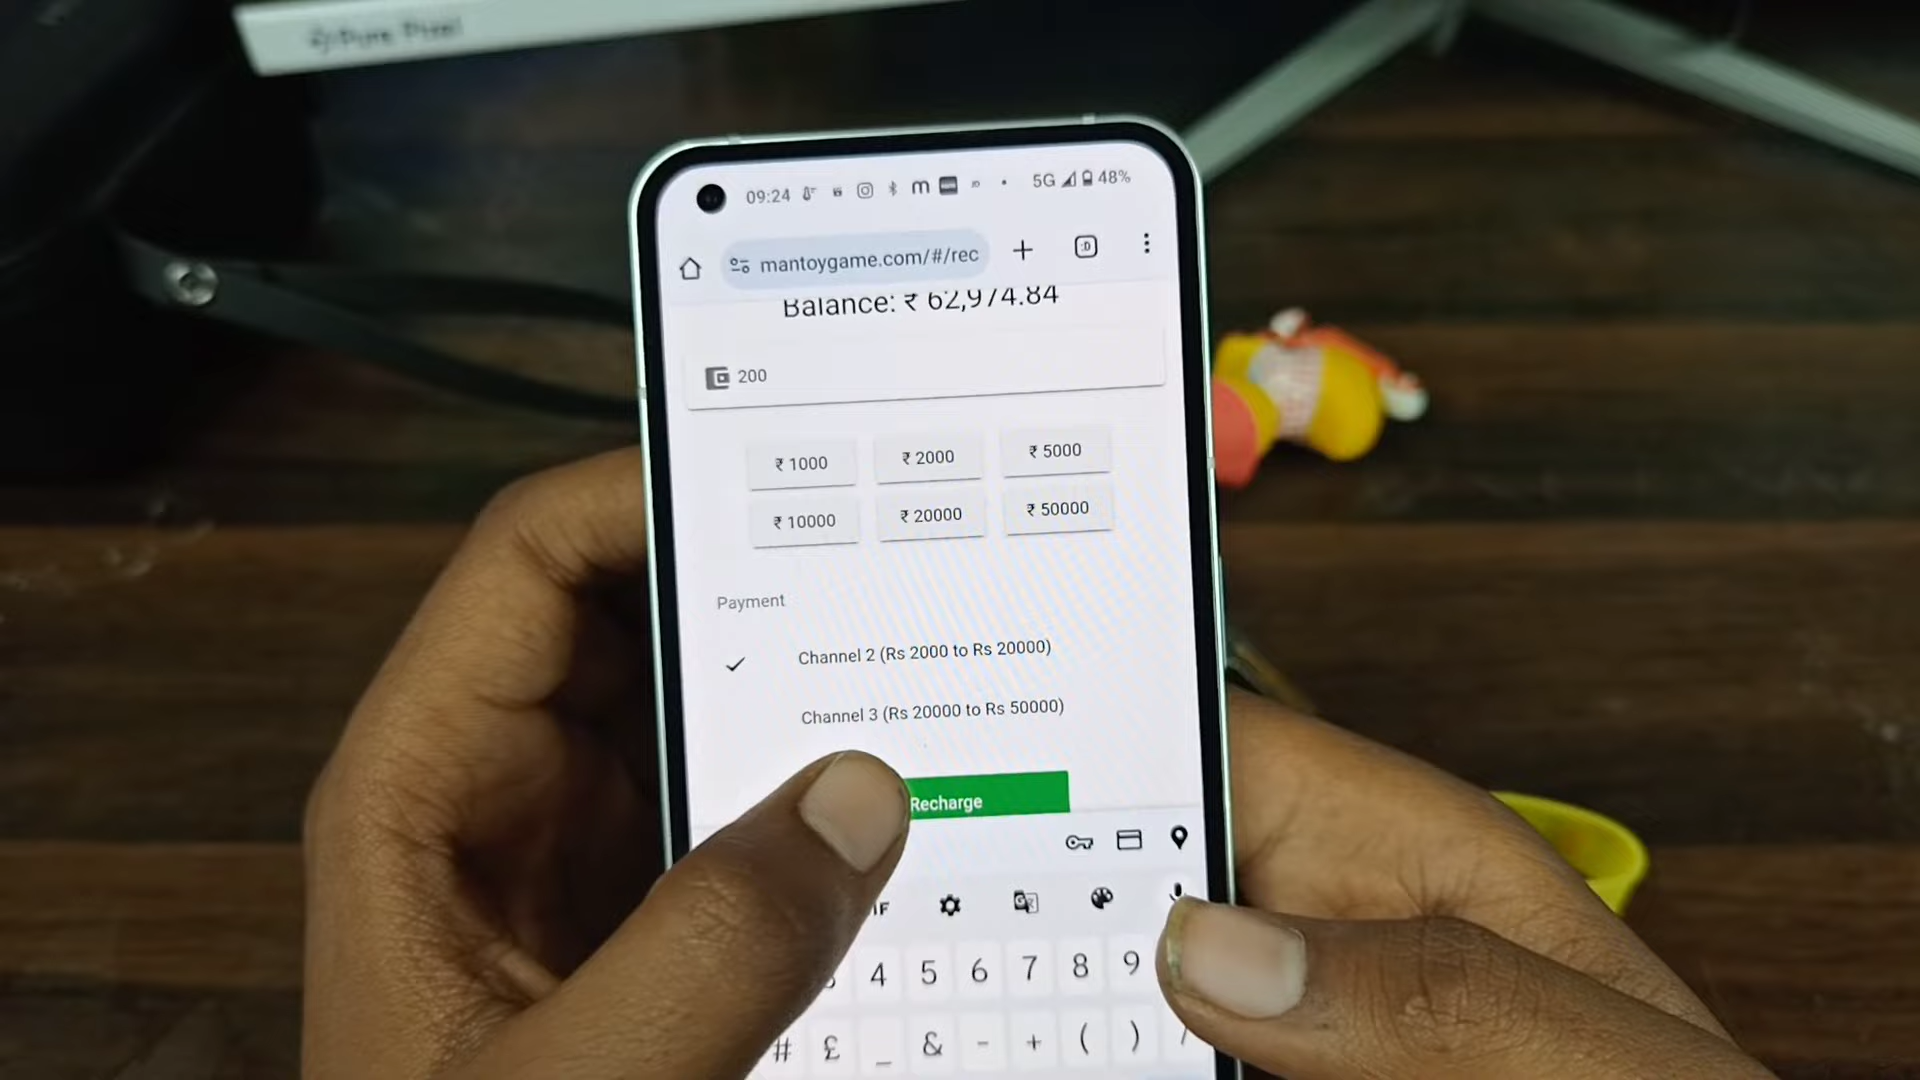 Pure Pixel
09:24 5G 48%
mantoygame.com/#/rec
Balance: ₹ 62,974.84
200
₹ 1000 ₹ 2000 ₹ 5000
₹ 10000 ₹ 20000 ₹ 50000
Payment
Channel 2 (Rs 2000 to Rs 20000)
Channel 3 (Rs 20000 to Rs 50000)
Recharge
4 5 6 7 8 9
# £ _ & - + ( ) /